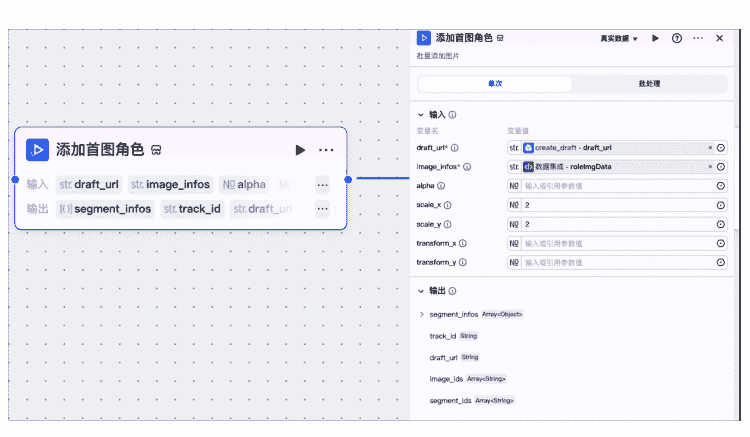 添加首图角色
输入 str. draft_url str. image_infos № alpha
输出 [{}] segment_infos str. track_id str. draft_url
添加首图角色
真实数据
批量添加图片
单次 批处理
输入
变量名 变量值
draft_url* str. create_draft - draft_url
image_infos* str. 数据集成 - roleImgData
alpha № 输入或引用参数值
scale_x № 2
scale_y № 2
transform_x № 输入或引用参数值
transform_y № 输入或引用参数值
输出
segment_infos Array<Object>
track_id String
draft_url String
image_ids Array<String>
segment_ids Array<String>